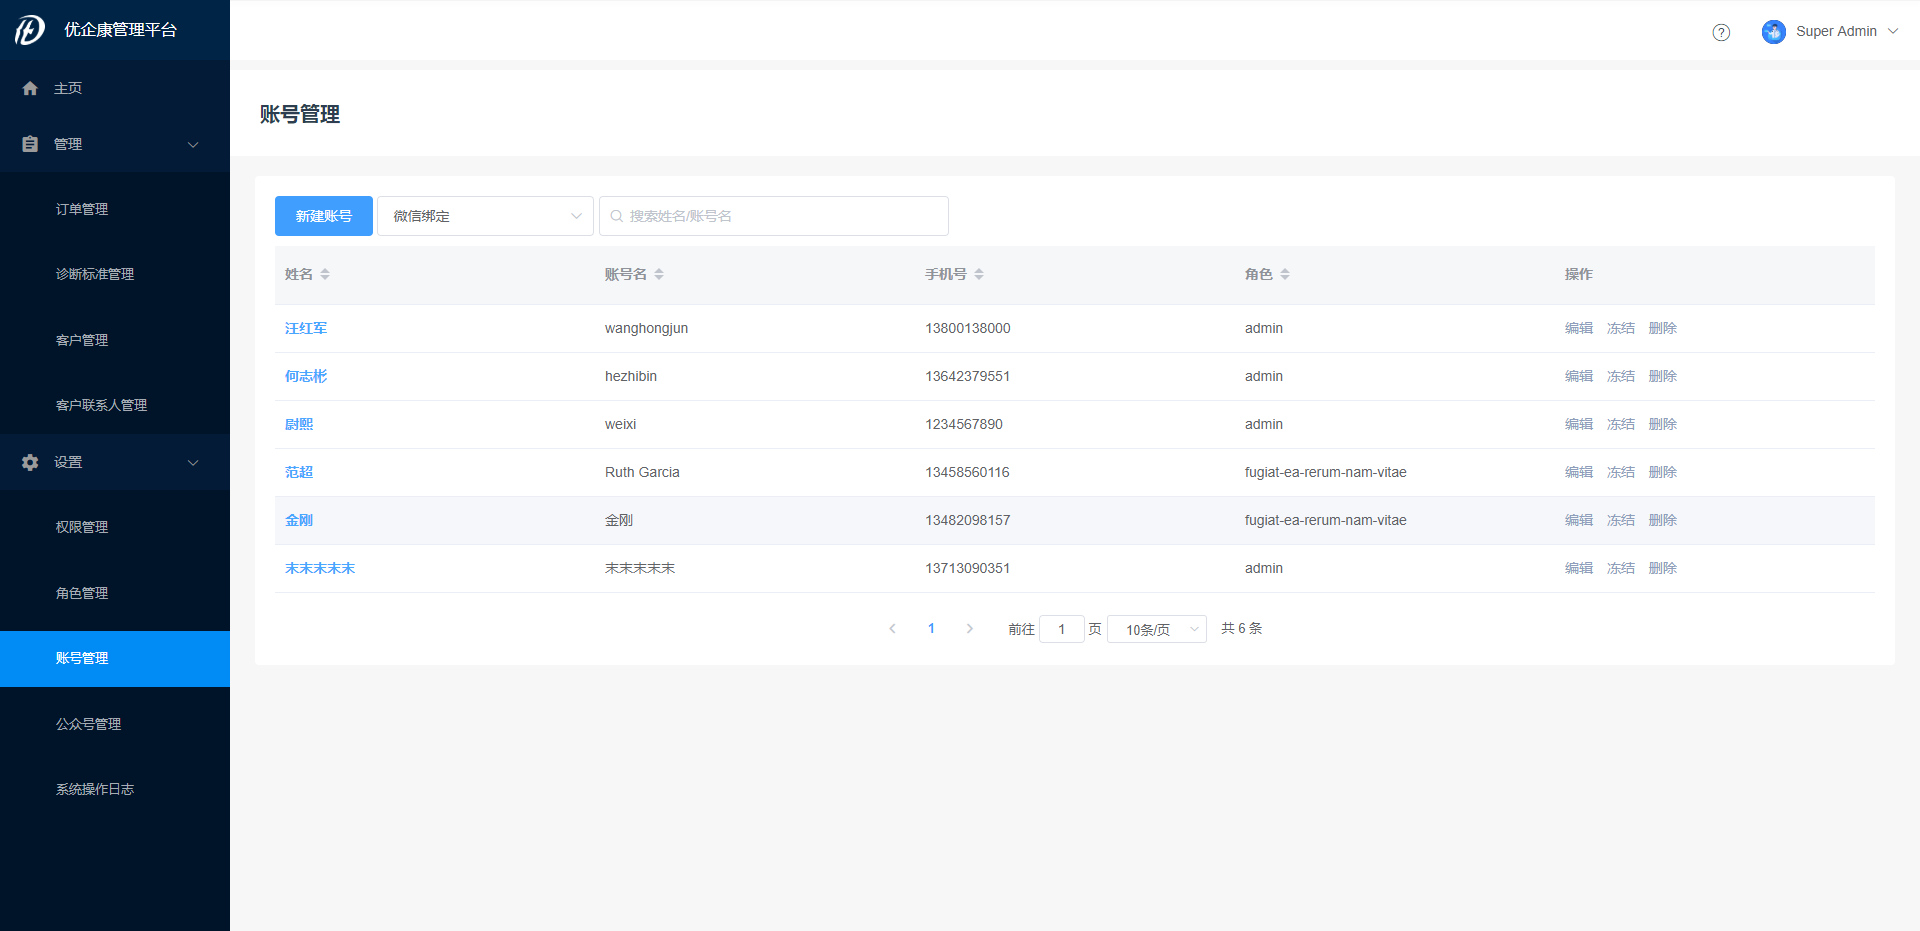 优企康管理平台
Super Admin
主页
管理
订单管理
诊断标准管理
客户管理
客户联系人管理
设置
权限管理
角色管理
账号管理
公众号管理
系统操作日志
账号管理
新建账号 微信绑定 搜索姓名/账号名
姓名 账号名 手机号 角色 操作
汪红军 wanghongjun 13800138000 admin 编辑 冻结 删除
何志彬 hezhibin 13642379551 admin 编辑 冻结 删除
尉熙 weixi 1234567890 admin 编辑 冻结 删除
范超 Ruth Garcia 13458560116 fugiat-ea-rerum-nam-vitae 编辑 冻结 删除
金刚 金刚 13482098157 fugiat-ea-rerum-nam-vitae 编辑 冻结 删除
末末末末末 末末末末末 13713090351 admin 编辑 冻结 删除
1 前往 1 页 10条/页 共 6 条